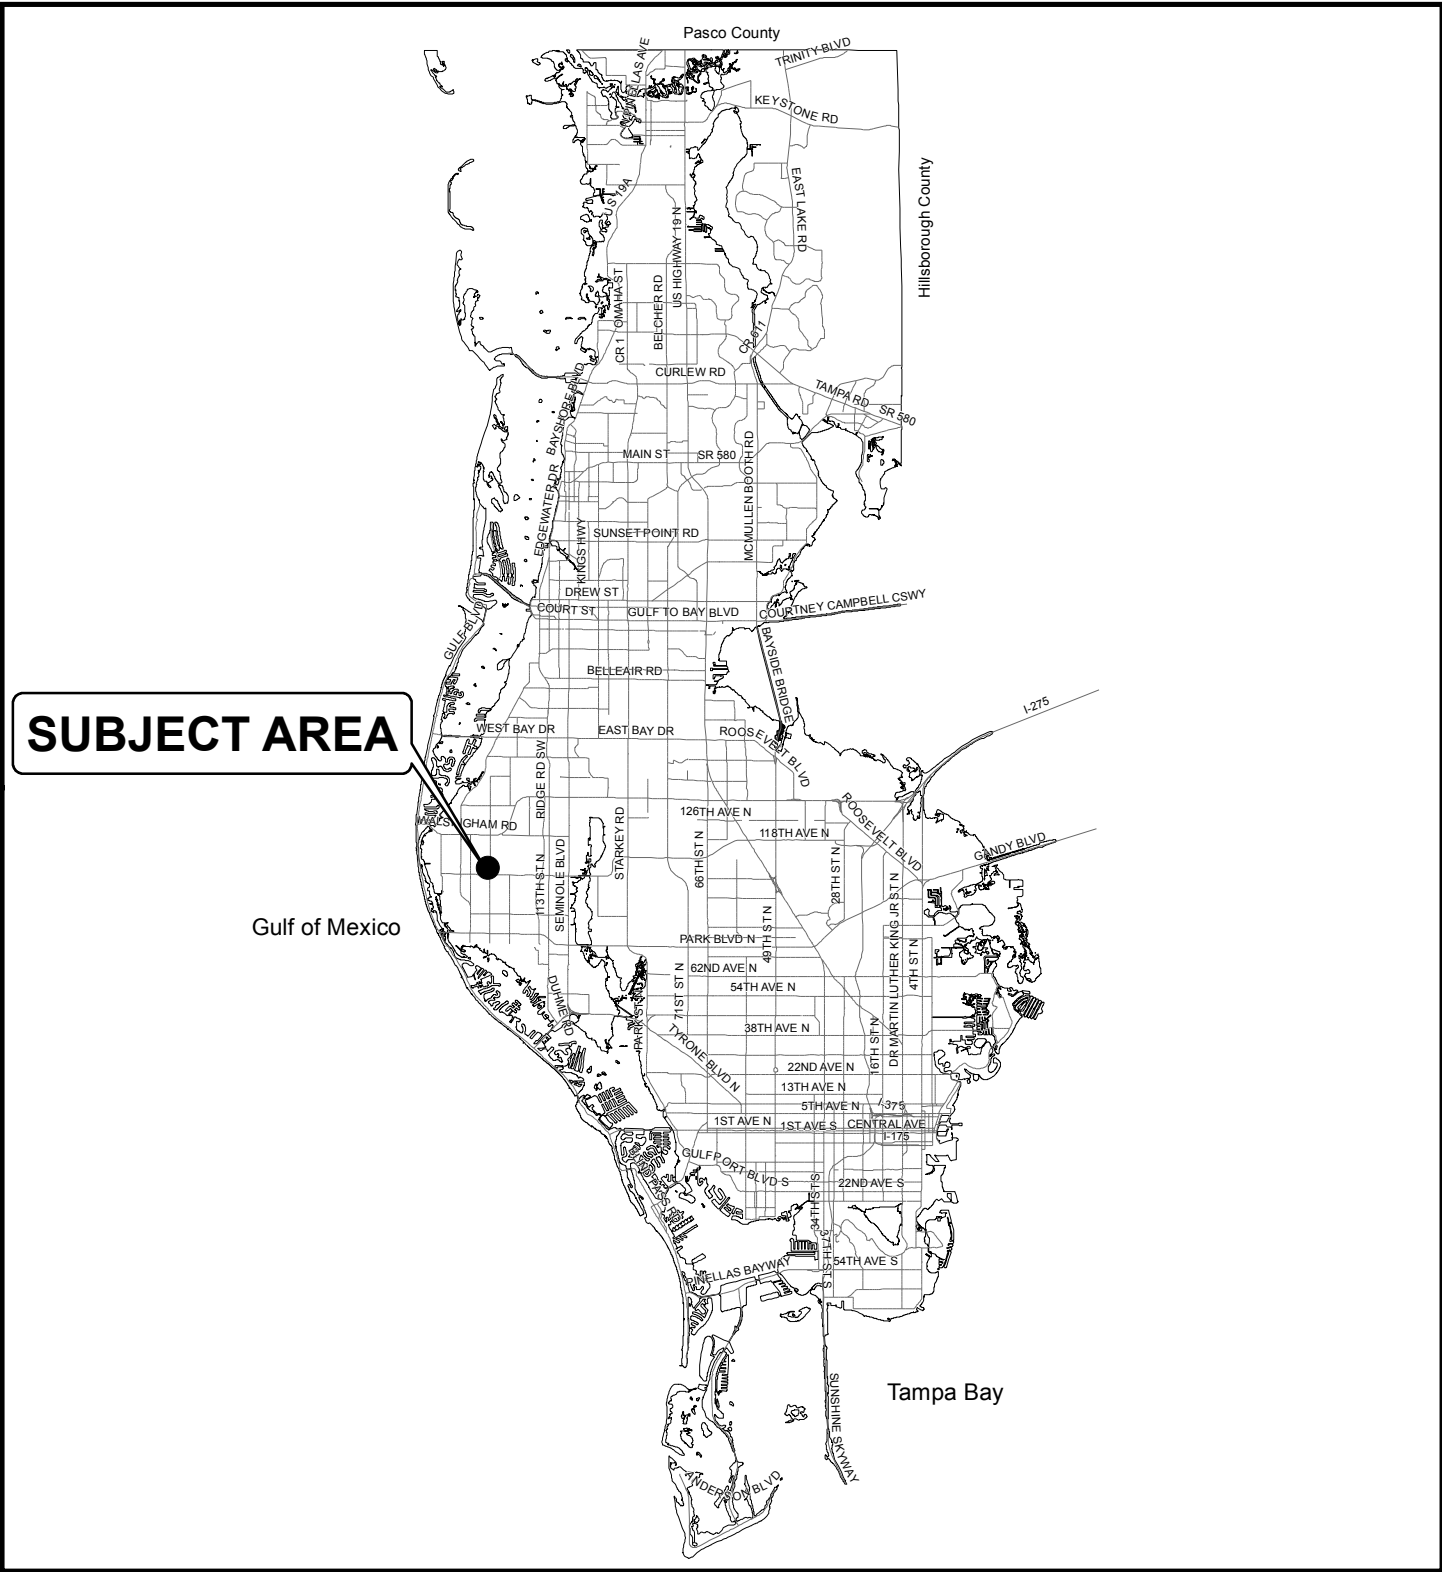 Pasco County
PINELLAS AVE
TRINITY BLVD
KEYSTONE RD
Hillsborough County
EAST LAKE RD
US 19A
US HIGHWAY 19 N
OMAHA ST
CR 1
BELCHER RD
CR 611
CURLEW RD
TAMPA RD
SR 580
BAYSHORE BLVD
MAIN ST
SR 580
MCMULLEN BOOTH RD
EDGEWATER DR
KINGS HWY
SUNSET POINT RD
DREW ST
COURT ST
GULF TO BAY BLVD
COURTNEY CAMPBELL CSWY
GULF BLVD
BAYSIDE BRIDGE
BELLEAIR RD
I-275
SUBJECT AREA
WEST BAY DR
EAST BAY DR
ROOSEVELT BLVD
RIDGE RD SW
WALSINGHAM RD
STARKEY RD
126TH AVE N
118TH AVE N
ROOSEVELT BLVD
GANDY BLVD
113TH ST N
SEMINOLE BLVD
66TH ST N
28TH ST N
Gulf of Mexico
49TH ST N
DR MARTIN LUTHER KING JR ST N
4TH ST N
PARK BLVD N
62ND AVE N
71ST ST N
54TH AVE N
DUHME RD
PARK ST N
38TH AVE N
16TH ST N
TYRONE BLVD N
22ND AVE N
13TH AVE N
5TH AVE N
I-375
1ST AVE N
1ST AVE S
CENTRAL AVE
I-175
GULFPORT BLVD S
22ND AVE S
34TH ST S
37TH ST S
54TH AVE S
PINELLAS BAYWAY
Tampa Bay
SUNSHINE SKYWAY
ANDERSON BLVD